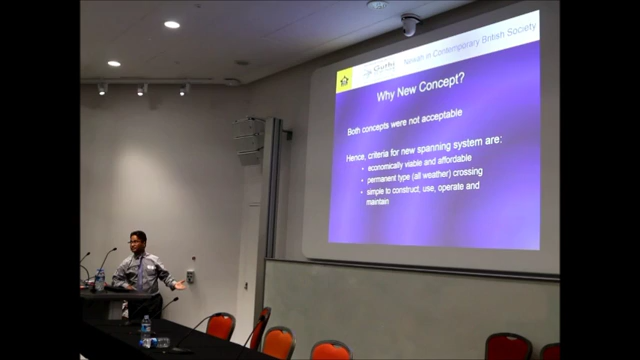 Newah in Contemporary British Society
Why New Concept?
Both concepts were not acceptable
Hence, criteria for new spanning system are:
• economically viable and affordable
• permanent type (all weather) crossing
• simple to construct, use, operate and
maintain